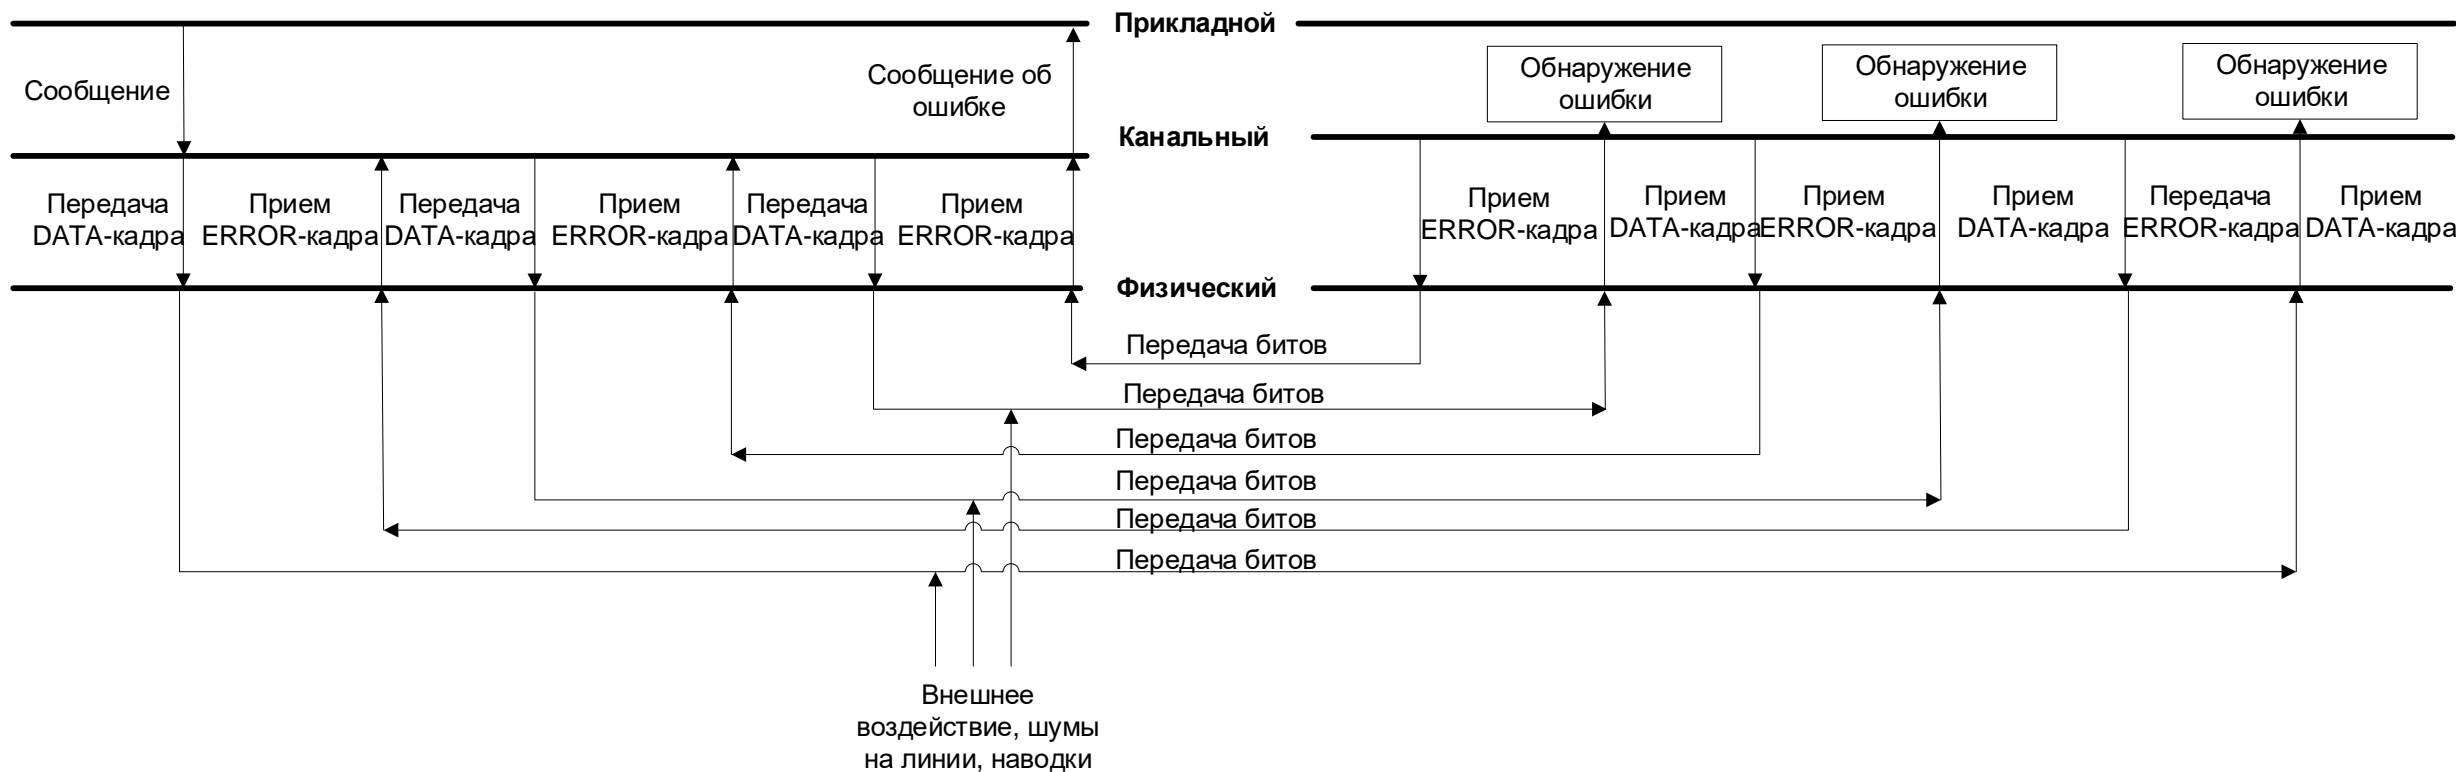 Прикладной
Сообщение
Сообщение об
ошибке
Обнаружение
ошибки
Обнаружение
ошибки
Обнаружение
ошибки
Канальный
Передача
DATA-кадра
Прием
ERROR-кадра
Передача
DATA-кадра
Прием
ERROR-кадра
Передача
DATA-кадра
Прием
ERROR-кадра
Прием
ERROR-кадра
Прием
DATA-кадра
Прием
ERROR-кадра
Прием
DATA-кадра
Передача
ERROR-кадра
Прием
DATA-кадра
Физический
Передача битов
Передача битов
Передача битов
Передача битов
Передача битов
Передача битов
Внешнее
воздействие, шумы
на линии, наводки